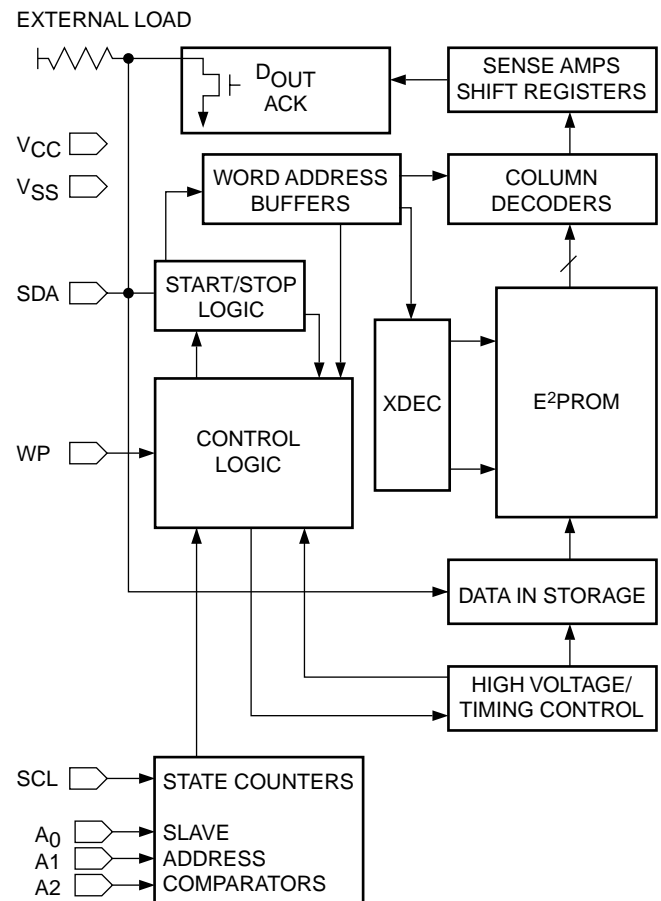 EXTERNAL LOAD
DOUT
ACK
SENSE AMPS
SHIFT REGISTERS
VCC
VSS
WORD ADDRESS
BUFFERS
COLUMN
DECODERS
SDA
START/STOP
LOGIC
XDEC
E²PROM
WP
CONTROL
LOGIC
DATA IN STORAGE
HIGH VOLTAGE/
TIMING CONTROL
SCL
STATE COUNTERS
A0
SLAVE
A1
ADDRESS
A2
COMPARATORS